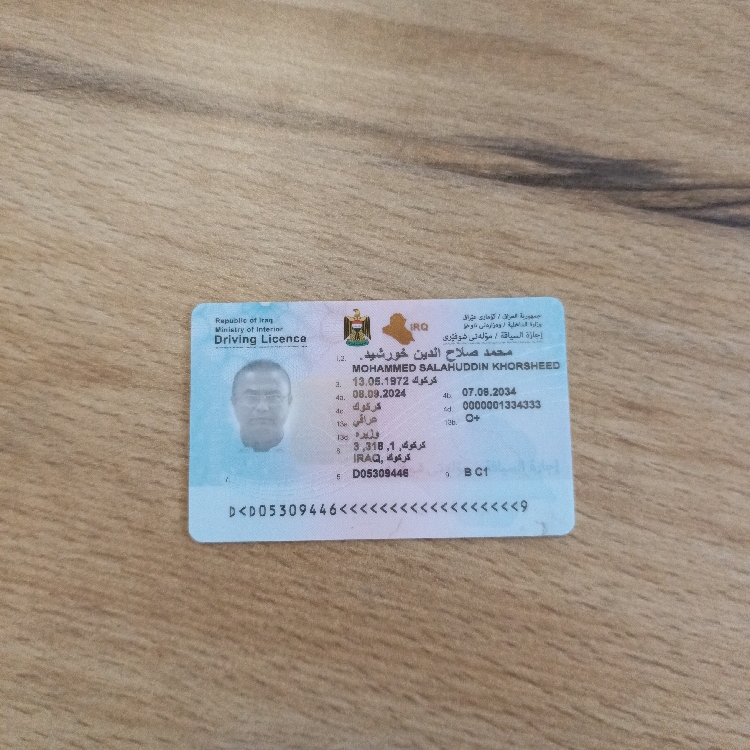 Republic of Iraq
Ministry of Interior
Driving Licence
IRQ
جمهورية العراق / كۆماری عێراق
وزارة الداخلية / وەزارەتی ناوخۆ
إجازة السياقة / مۆڵەتی شوفێری
1,2. محمد صلاح الدين خورشيد.
MOHAMMED SALAHUDDIN KHORSHEED
3. 13.05.1972 كركوك
4a. 08.09.2024 4b. 07.09.2034
4c كركوك 4d. 0000001334333
عراقي 13b. O+
13d وزيره
8 كركوك, 1, 318, 3
كركوك, IRAQ
5 D05309446 9. B C1
7.
D<D05309446<<<<<<<<<<<<<<<<<<<9